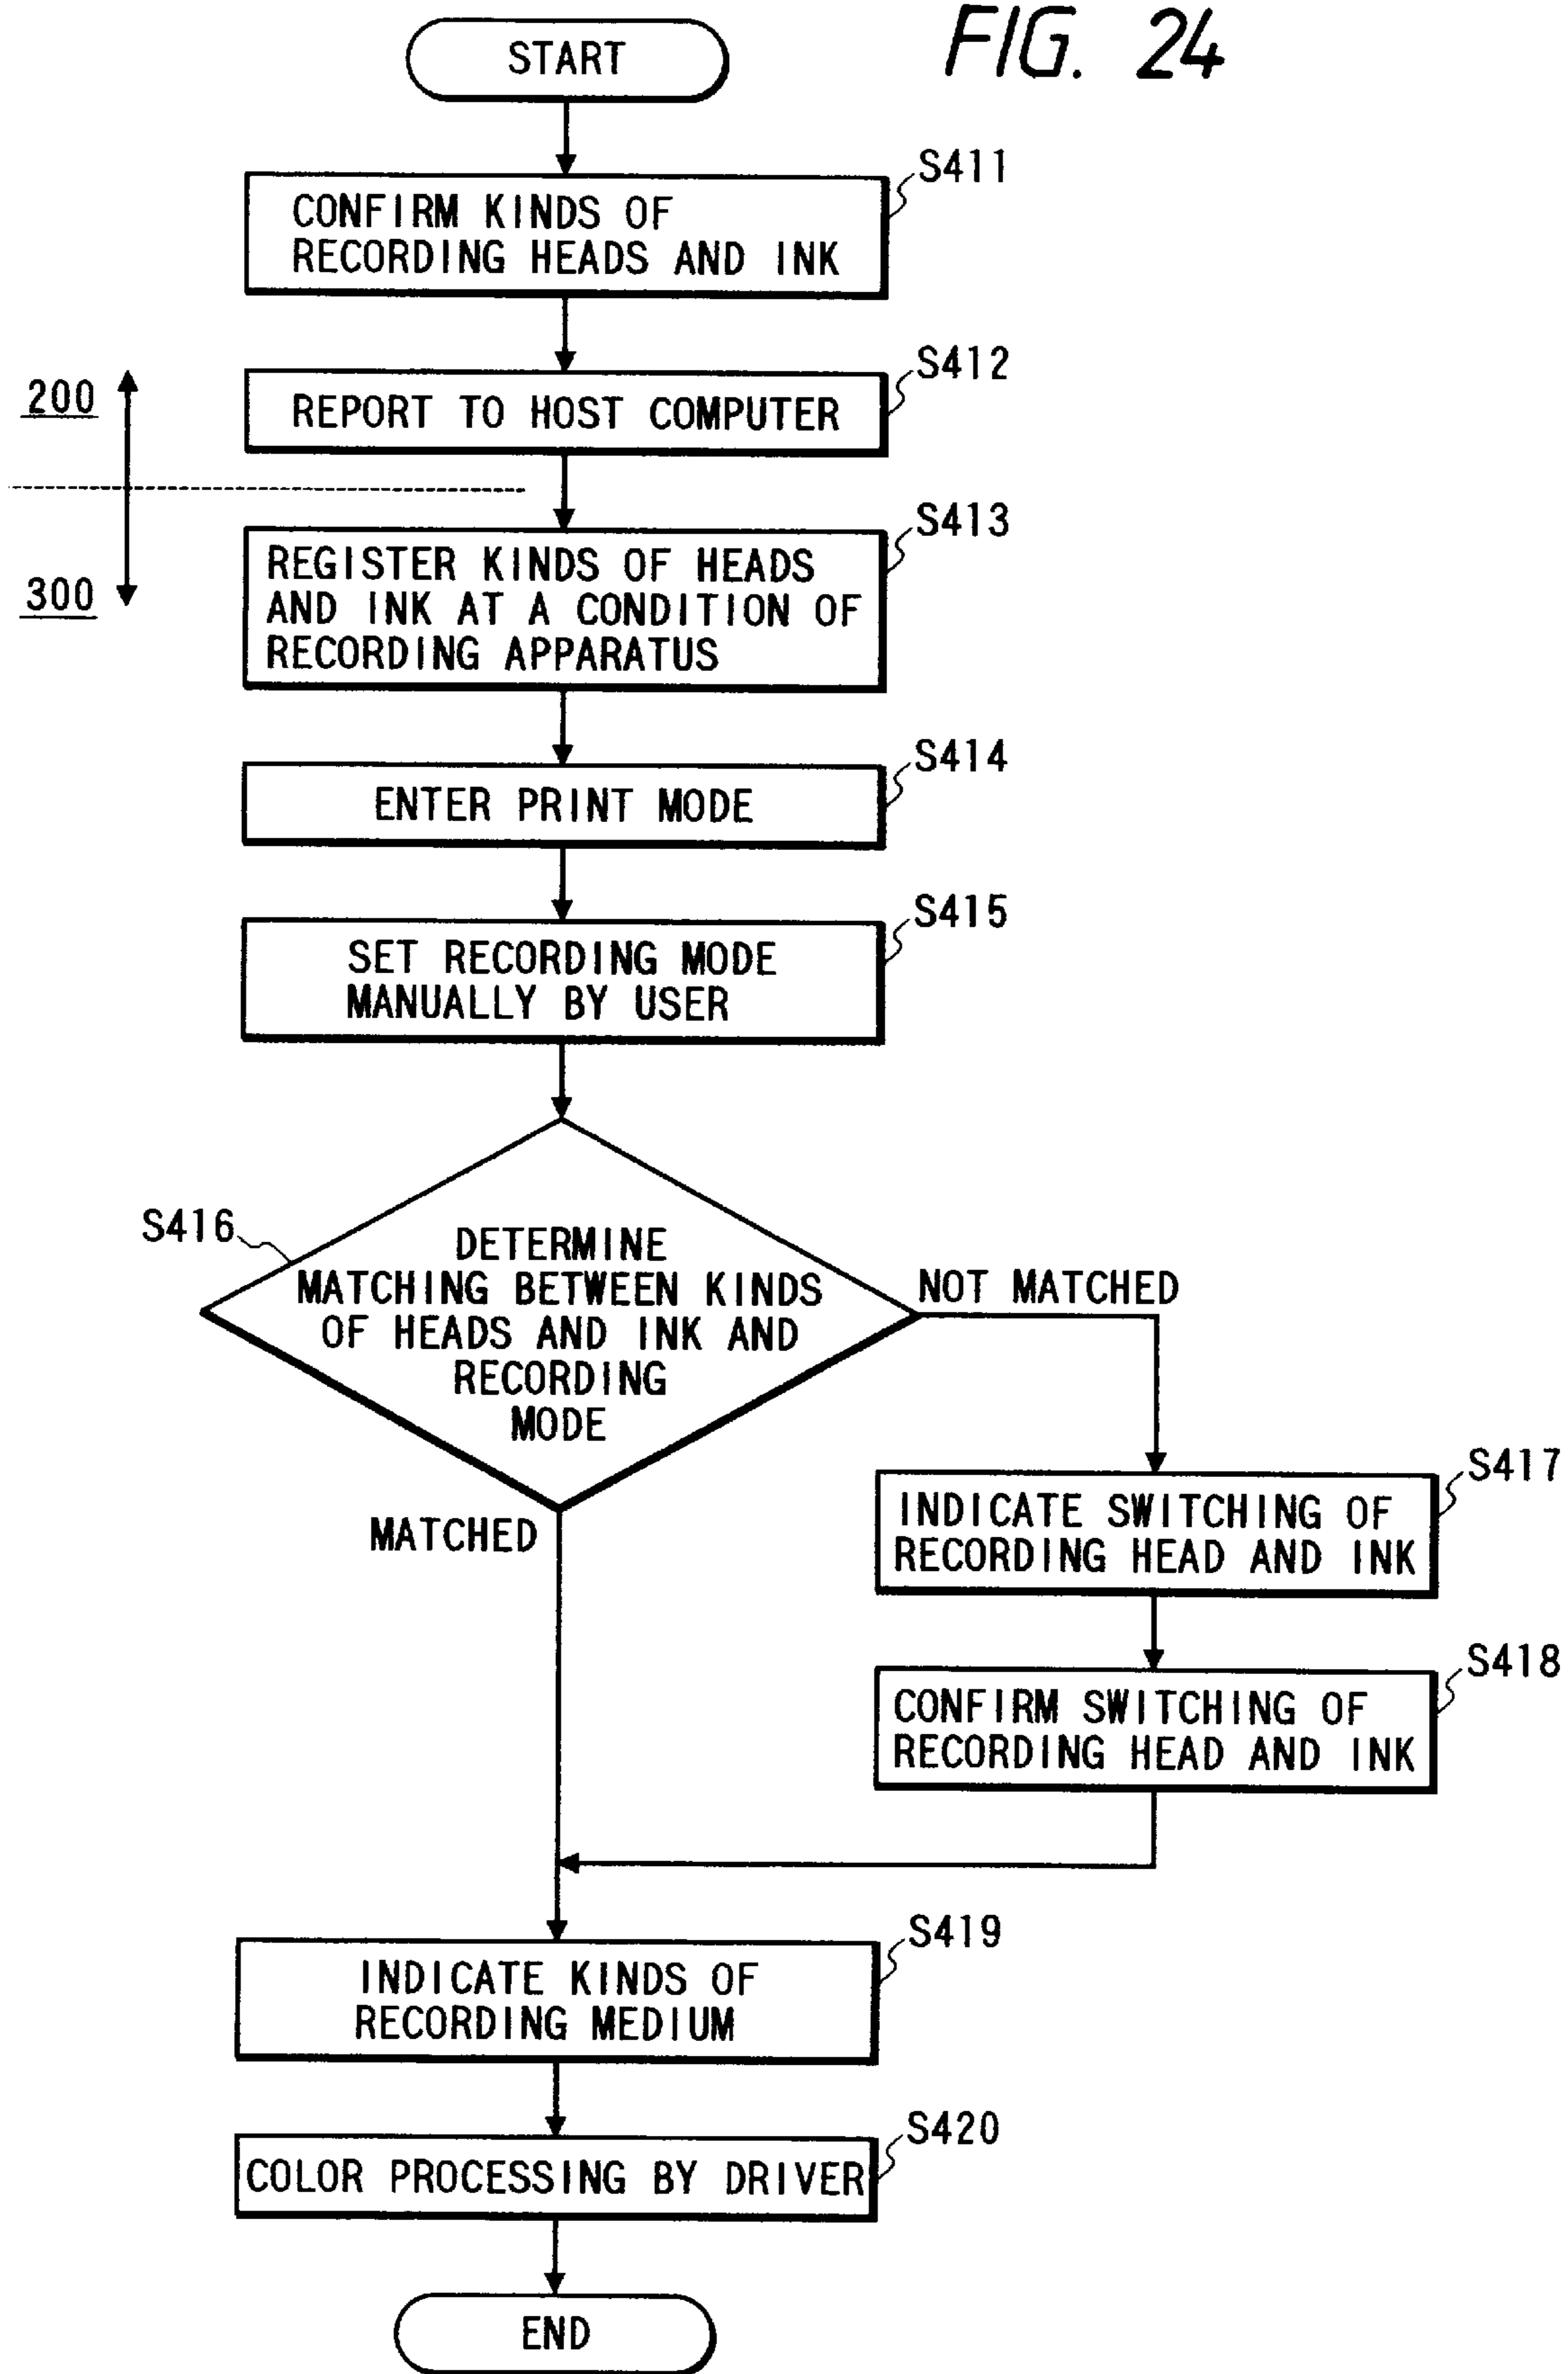 FIG. 24
START
S411
CONFIRM KINDS OF
RECORDING HEADS AND INK
S412
200
REPORT TO HOST COMPUTER
S413
300
REGISTER KINDS OF HEADS
AND INK AT A CONDITION OF
RECORDING APPARATUS
S414
ENTER PRINT MODE
S415
SET RECORDING MODE
MANUALLY BY USER
S416
DETERMINE
MATCHING BETWEEN KINDS
OF HEADS AND INK AND
RECORDING
MODE
NOT MATCHED
MATCHED
S417
INDICATE SWITCHING OF
RECORDING HEAD AND INK
S418
CONFIRM SWITCHING OF
RECORDING HEAD AND INK
S419
INDICATE KINDS OF
RECORDING MEDIUM
S420
COLOR PROCESSING BY DRIVER
END